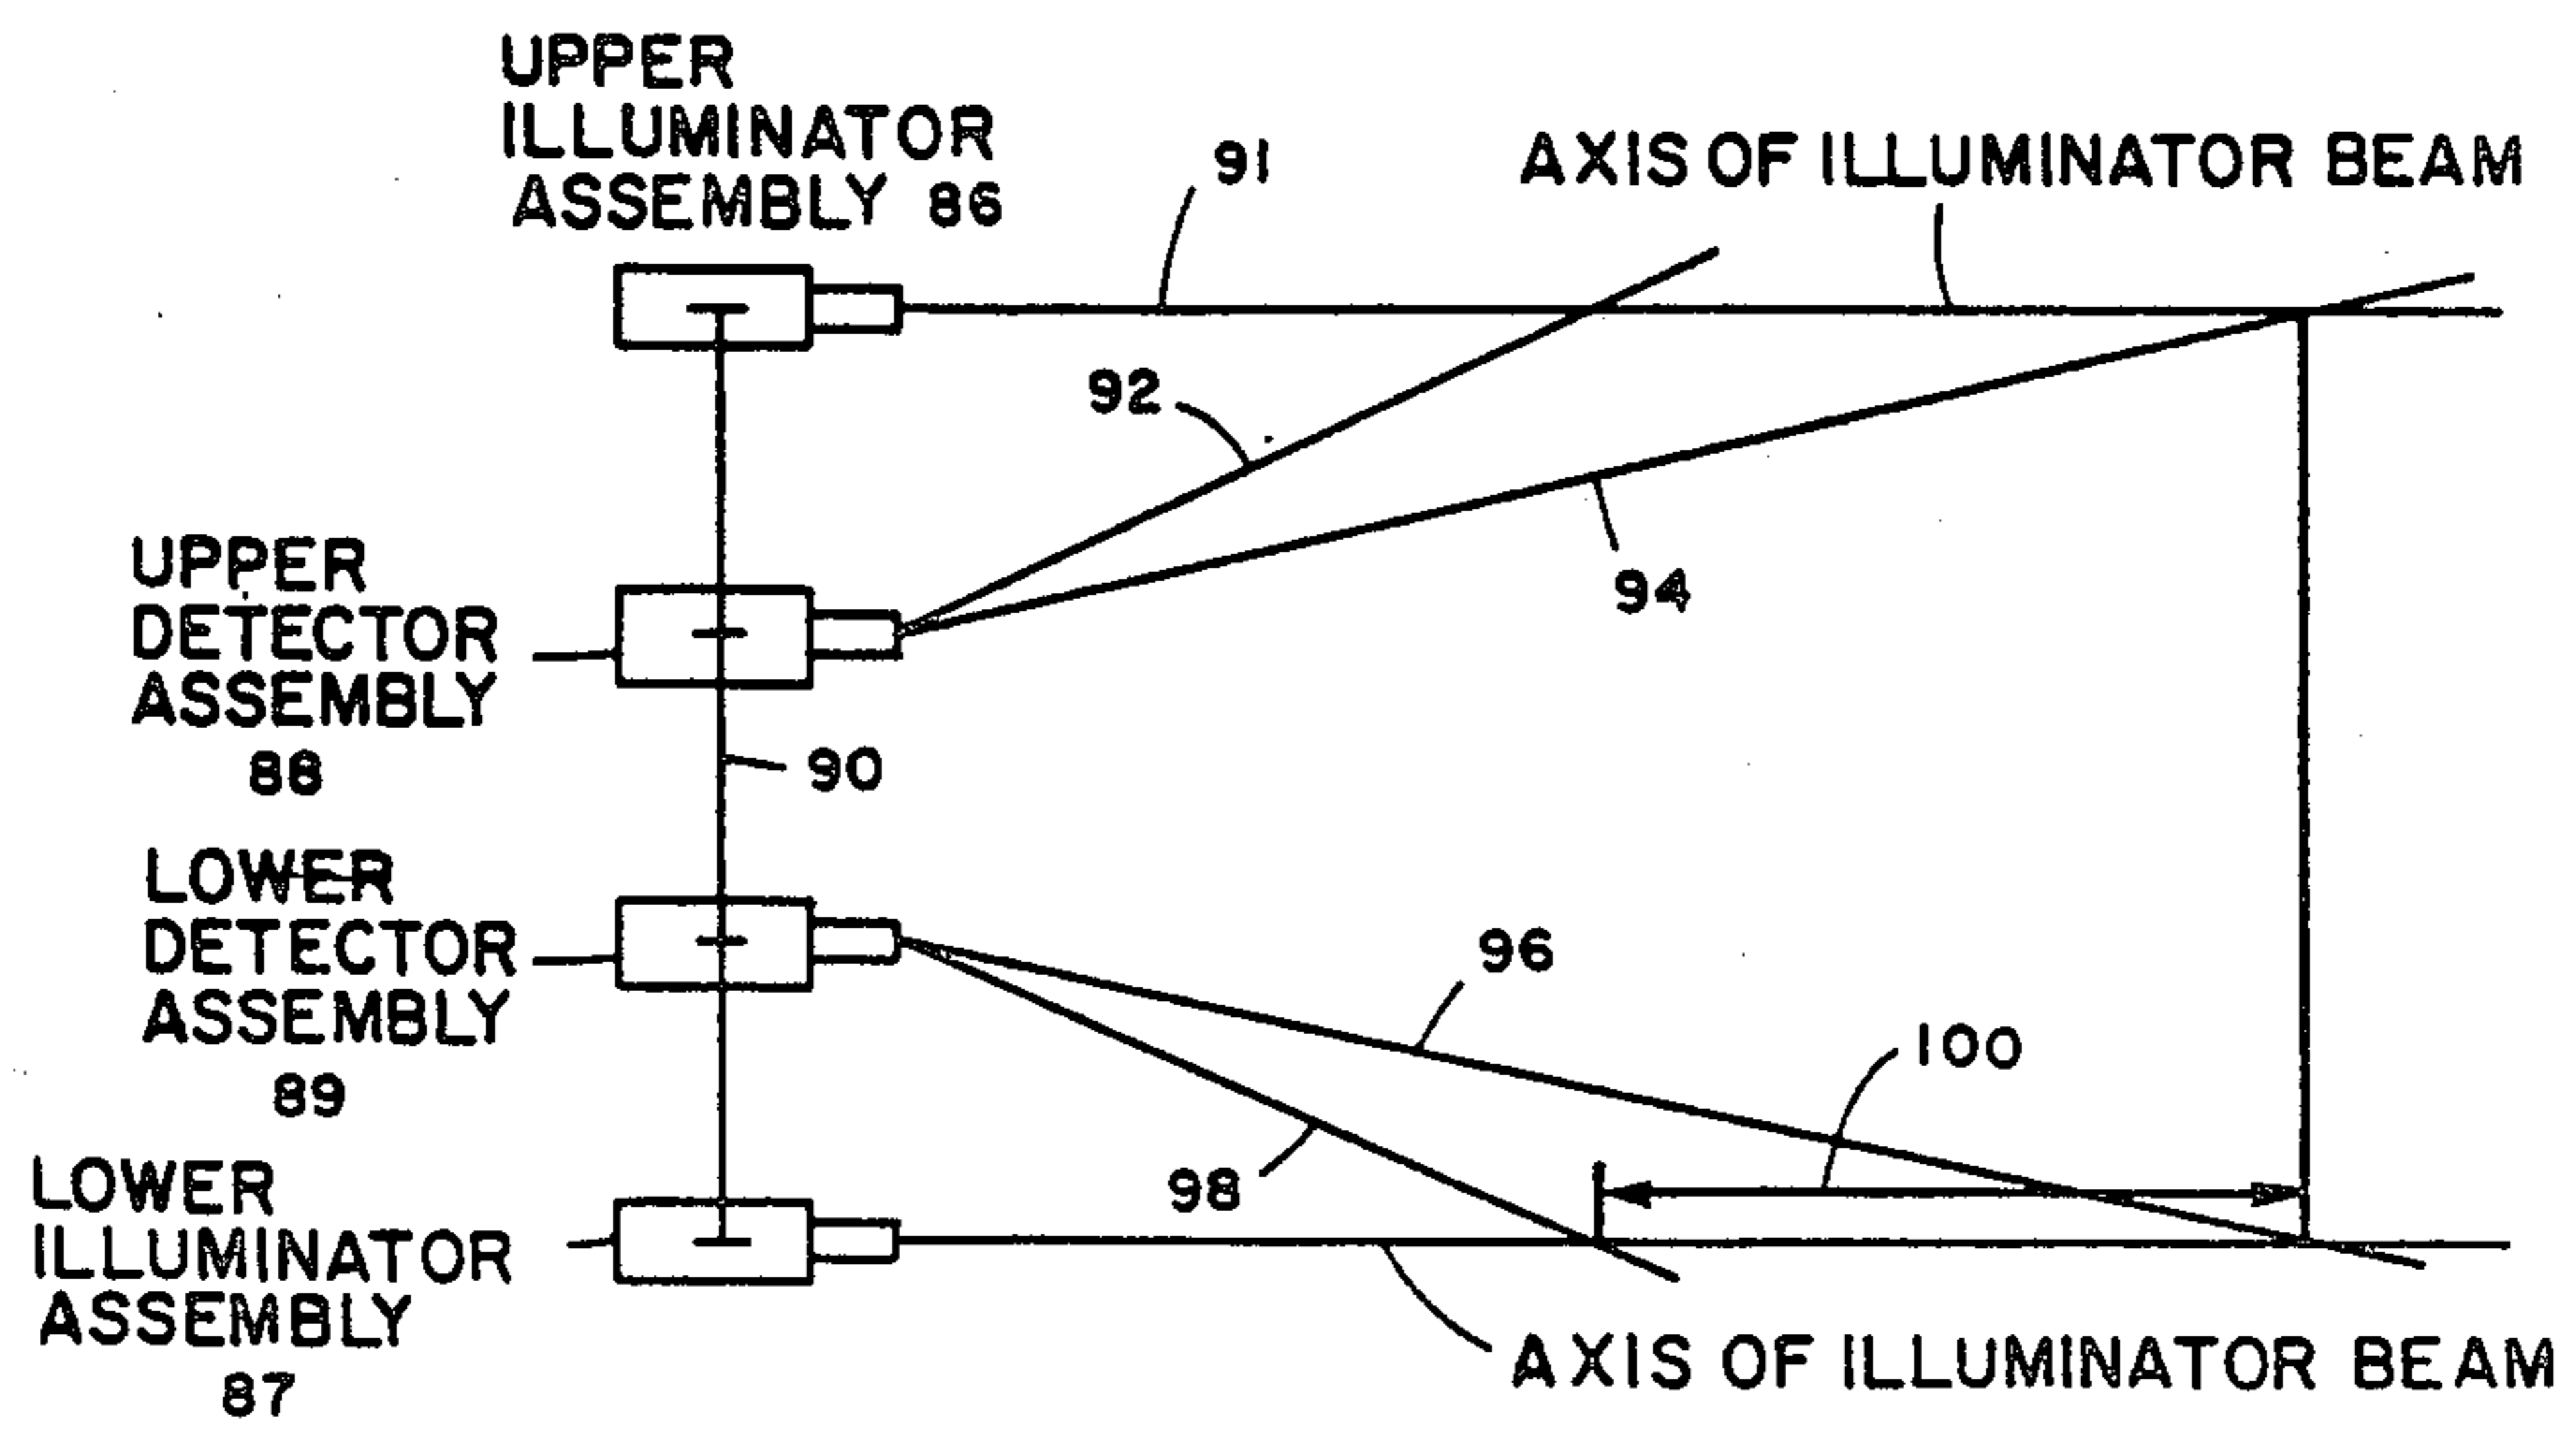 UPPER
ILLUMINATOR
ASSEMBLY 86
91
AXIS OF ILLUMINATOR BEAM
92
94
UPPER
DETECTOR
ASSEMBLY
88
90
LOWER
DETECTOR
ASSEMBLY
89
96
100
98
LOWER
ILLUMINATOR
ASSEMBLY
87
AXIS OF ILLUMINATOR BEAM